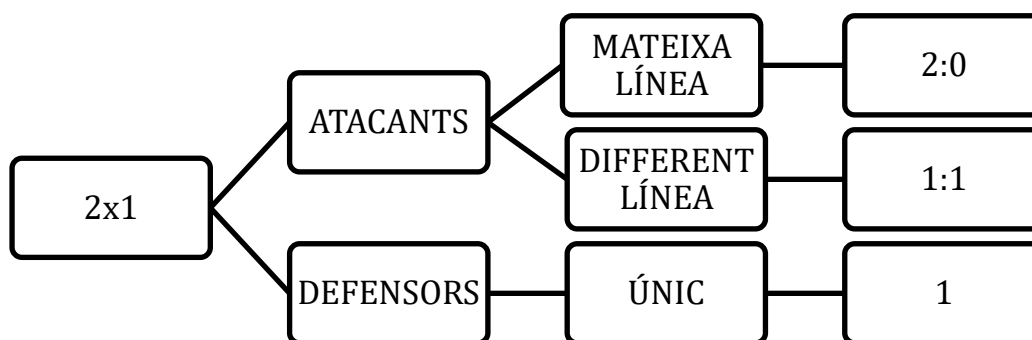 2x1
ATACANTS
MATEIXA
LÍNEA
2:0
DIFFERENT
LÍNEA
1:1
DEFENSORS
ÚNIC
1